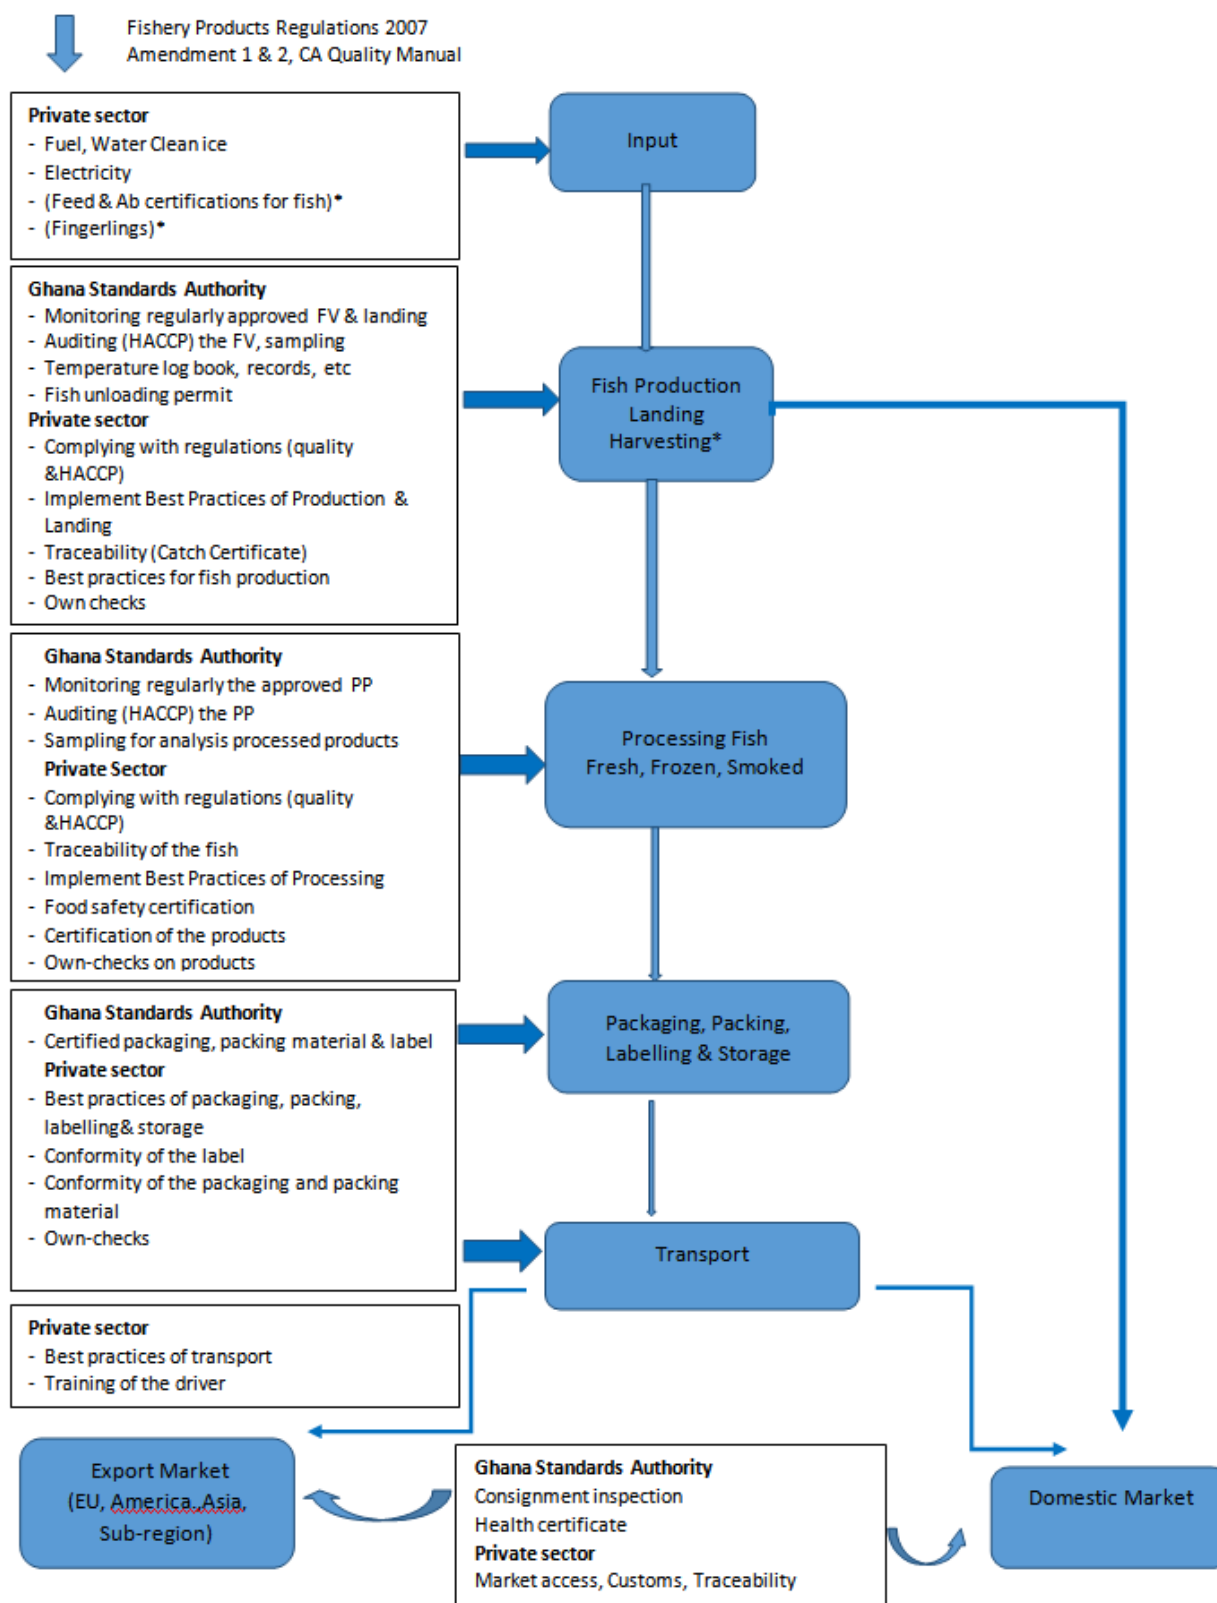 Fishery Products Regulations 2007
Amendment 1 & 2, CA Quality Manual
Private sector
- Fuel, Water Clean ice
- Electricity
- (Feed & Ab certifications for fish)*
- (Fingerlings)*
Input
Ghana Standards Authority
- Monitoring regularly approved FV & landing
- Auditing (HACCP) the FV, sampling
- Temperature log book, records, etc
- Fish unloading permit
Private sector
- Complying with regulations (quality
&HACCP)
- Implement Best Practices of Production &
Landing
- Traceability (Catch Certificate)
- Best practices for fish production
- Own checks
Fish Production
Landing
Harvesting*
Ghana Standards Authority
- Monitoring regularly the approved PP
- Auditing (HACCP) the PP
- Sampling for analysis processed products
Private Sector
- Complying with regulations (quality
&HACCP)
- Traceability of the fish
- Implement Best Practices of Processing
- Food safety certification
- Certification of the products
- Own-checks on products
Processing Fish
Fresh, Frozen, Smoked
Ghana Standards Authority
- Certified packaging, packing material & label
Private sector
- Best practices of packaging, packing,
labelling& storage
- Conformity of the label
- Conformity of the packaging and packing
material
- Own-checks
Packaging, Packing,
Labelling & Storage
Transport
Private sector
- Best practices of transport
- Training of the driver
Export Market
(EU, America.,Asia,
Sub-region)
Ghana Standards Authority
Consignment inspection
Health certificate
Private sector
Market access, Customs, Traceability
Domestic Market